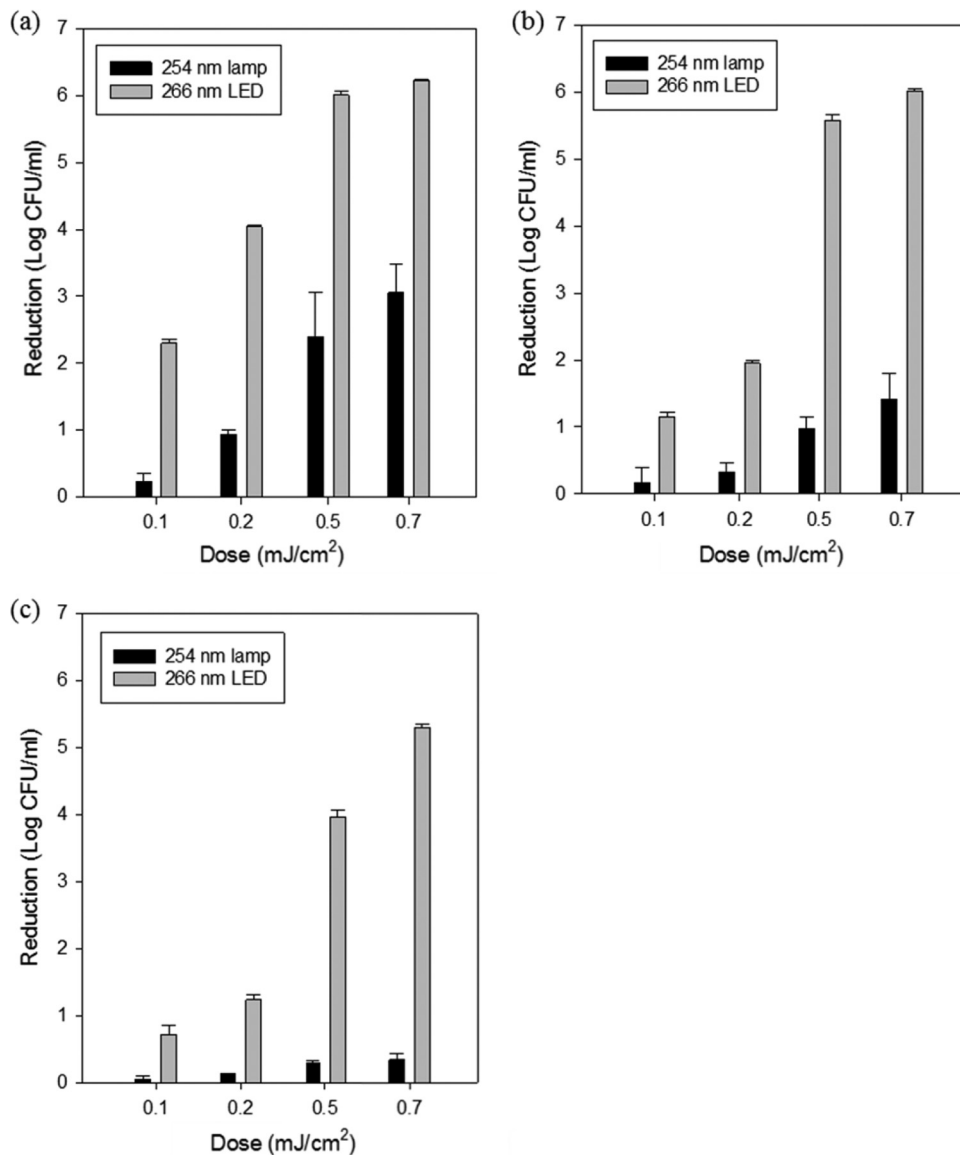 (a)
7
6
5
4
3
2
1
0
Reduction (Log CFU/ml)
254 nm lamp
266 nm LED
0.1 0.2 0.5 0.7
Dose (mJ/cm²)
(b)
7
6
5
4
3
2
1
0
Reduction (Log CFU/ml)
254 nm lamp
266 nm LED
0.1 0.2 0.5 0.7
Dose (mJ/cm²)
(c)
7
6
5
4
3
2
1
0
Reduction (Log CFU/ml)
254 nm lamp
266 nm LED
0.1 0.2 0.5 0.7
Dose (mJ/cm²)